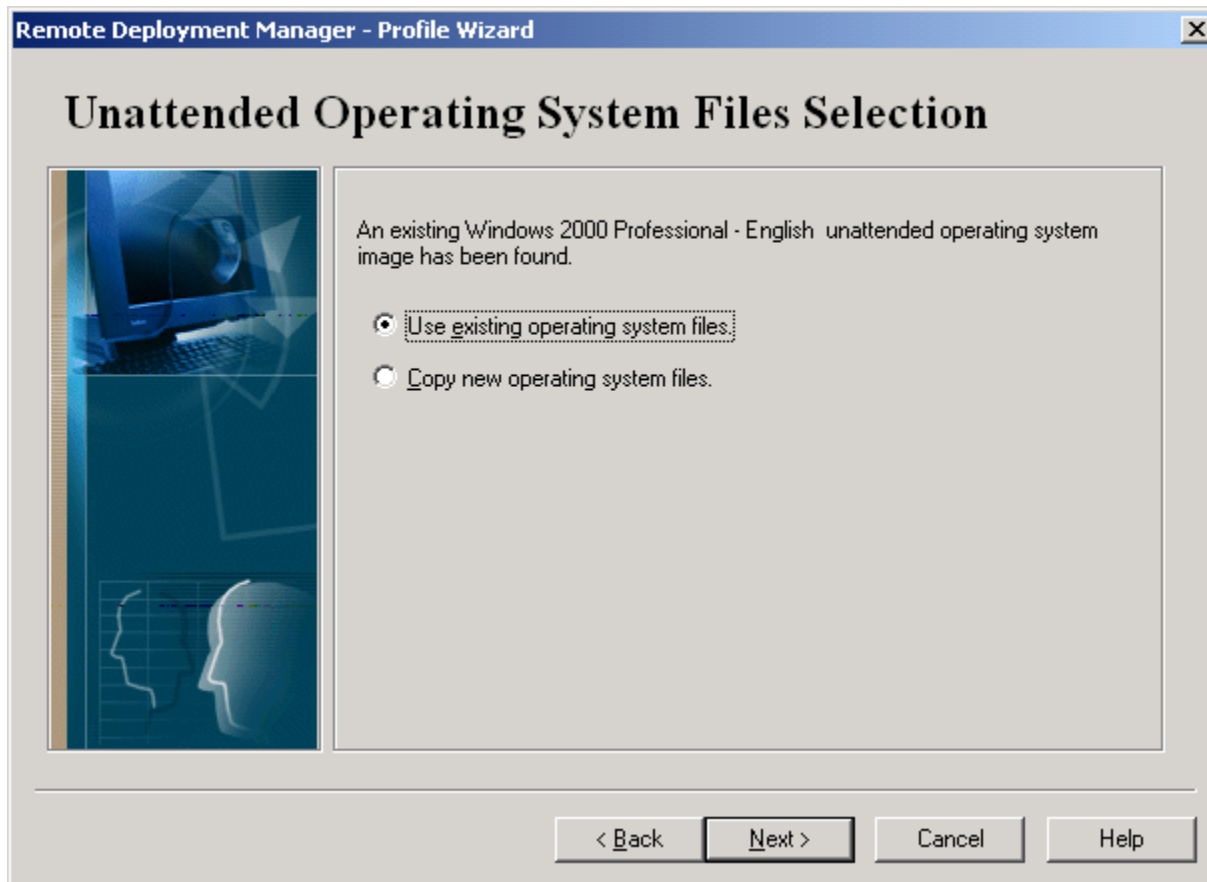 Remote Deployment Manager - Profile Wizard
Unattended Operating System Files Selection
An existing Windows 2000 Professional - English unattended operating system
image has been found.
Use existing operating system files.
Copy new operating system files.
< Back Next > Cancel Help